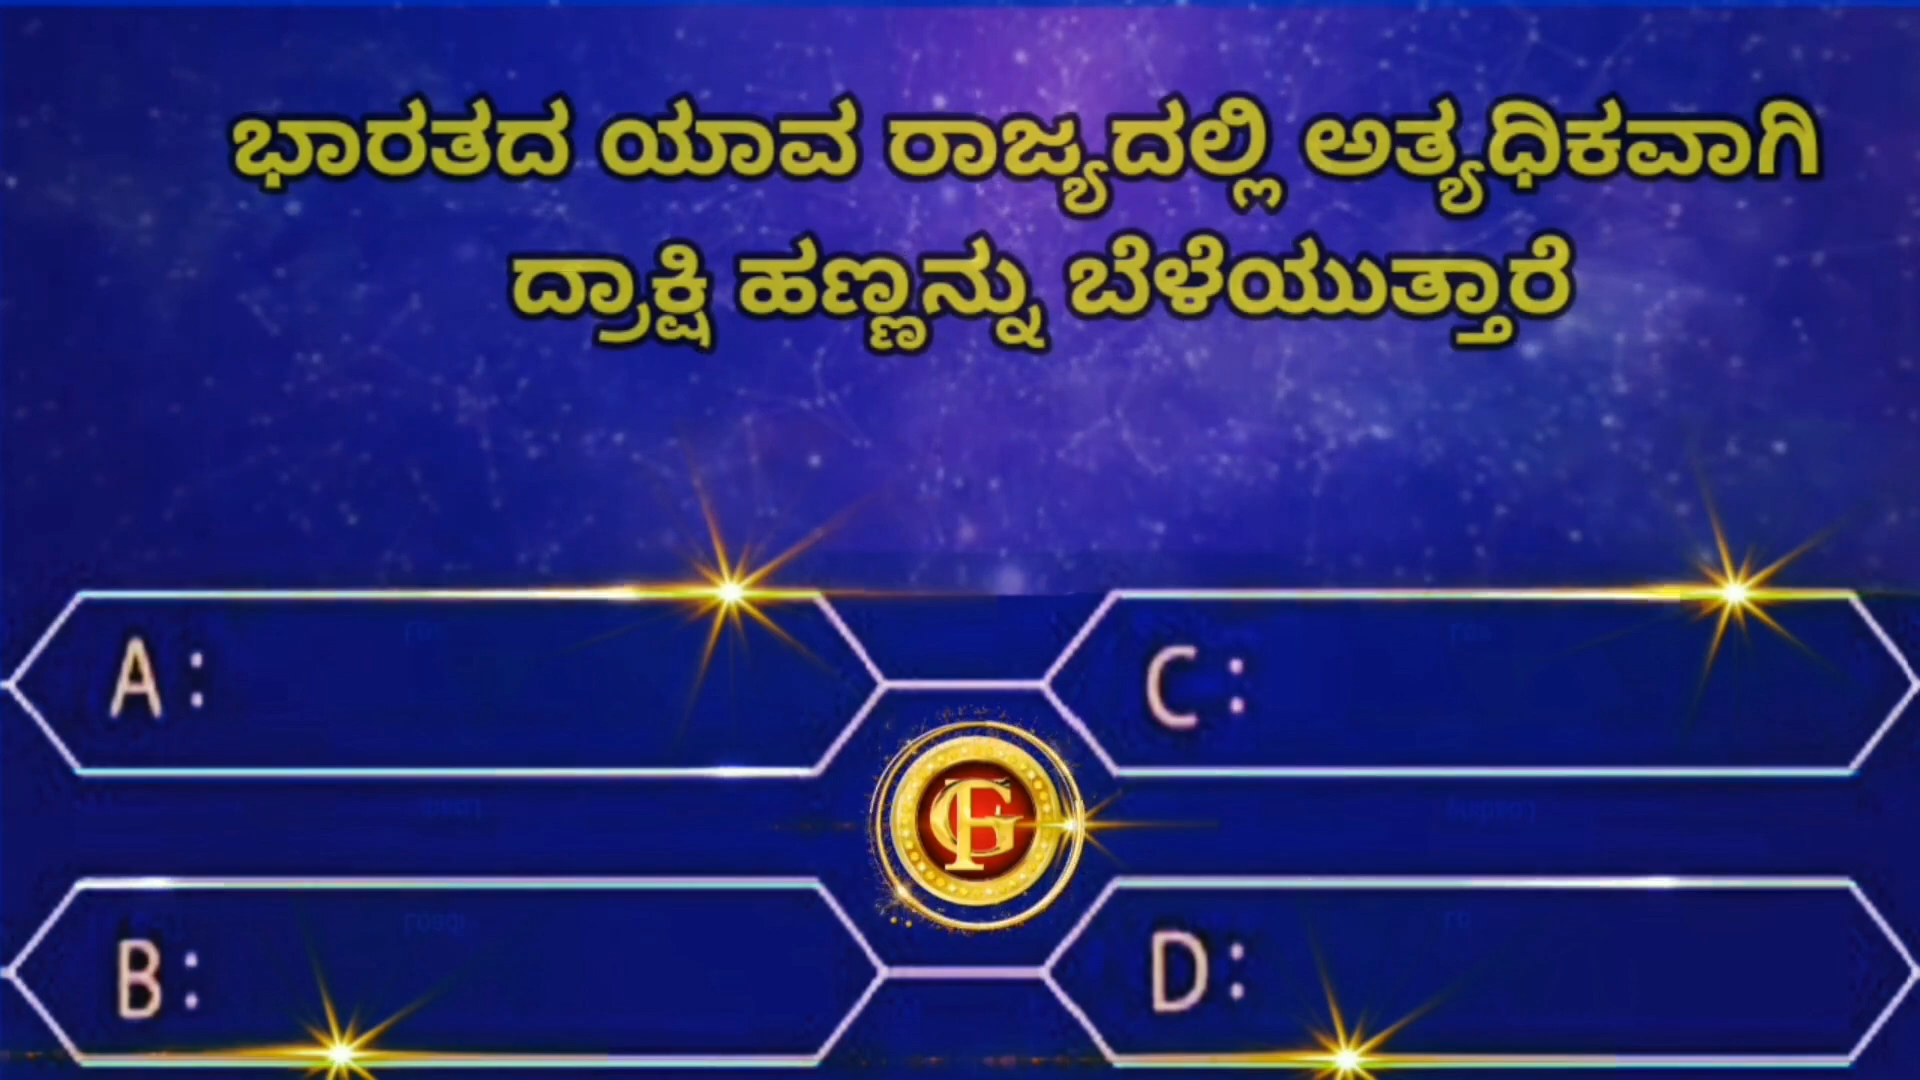 ಭಾರತದ ಯಾವ ರಾಜ್ಯದಲ್ಲಿ ಅತ್ಯಧಿಕವಾಗಿ
ದ್ರಾಕ್ಷಿ ಹಣ್ಣನ್ನು ಬೆಳೆಯುತ್ತಾರೆ
A :
C :
B :
D :